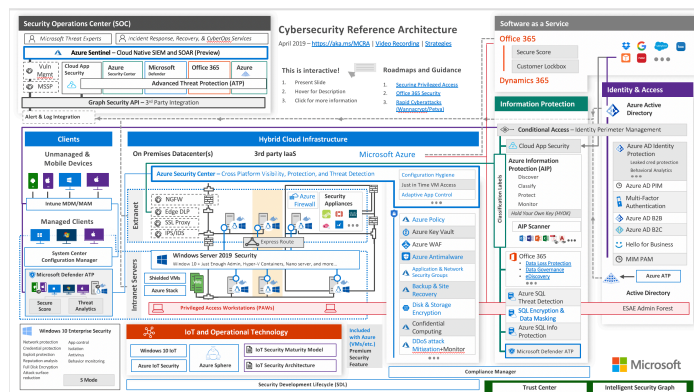 Security Operations Center (SOC)
Microsoft Threat Experts
Incident Response, Recovery, & CyberOps Services
Azure Sentinel – Cloud Native SIEM and SOAR (Preview)
Vuln
Mgmt
MSSP
Cloud App
Security
Azure
Security Center
Microsoft
Defender
Azure
Advanced Threat Protection (ATP)
Graph Security API – 3rd Party Integration
Alert & Log Integration
Cybersecurity Reference Architecture
April 2019 – https://aka.ms/MCRA | Video Recording | Strategies
This is interactive!
1. Present Slide
2. Hover for Description
3. Click for more information
Roadmaps and Guidance
1. Securing Privileged Access
2. Office 365 Security
3. Rapid Cyberattacks
(Wannacrypt/Petya)
Software as a Service
Office 365
Secure Score
Customer Lockbox
Dynamics 365
Information Protection
Identity & Access
Conditional Access – Identity Perimeter Management
Azure Active
Directory
Cloud App Security
Azure Information
Protection (AIP)
Discover
Classify
Protect
Monitor
Hold Your Own Key (HYOK)
AIP Scanner
Classification Labels
Office 365
• Data Loss Protection
• Data Governance
• eDiscovery
Azure SQL
Threat Detection
SQL Encryption &
Data Masking
Azure SQL Info
Protection
Microsoft Defender ATP
Azure AD Identity
Protection
Leaked cred protection
Behavioral Analytics
Azure AD PIM
Multi-Factor
Authentication
Azure AD B2B
Azure AD B2C
Hello for Business
MIM PAM
Azure ATP
Active Directory
ESAE Admin Forest
Clients
Unmanaged &
Mobile Devices
Intune MDM/MAM
Managed Clients
System Center
Configuration Manager
Microsoft Defender ATP
Secure
Score
Threat
Analytics
Hybrid Cloud Infrastructure
On Premises Datacenter(s)
3rd party IaaS
Microsoft Azure
Azure Security Center – Cross Platform Visibility, Protection, and Threat Detection
Configuration Hygiene
Just in Time VM Access
Adaptive App Control
Extranet
NGFW
Edge DLP
SSL Proxy
IPS/IDS
Azure
Firewall
Security
Appliances
Express Route
Intranet Servers
Windows Server 2019 Security
Window 10 + Just Enough Admin, Hyper-V Containers, Nano server, and more…
Shielded VMs
VMs
Azure Stack
Privileged Access Workstations (PAWs)
Azure Policy
Azure Key Vault
Azure WAF
Azure Antimalware
Application & Network
Security Groups
Backup & Site
Recovery
Disk & Storage
Encryption
Confidential
Computing
DDoS attack
Mitigation+Monitor
Compliance Manager
Windows 10 Enterprise Security
Network protection
Credential protection
Exploit protection
Reputation analysis
Full Disk Encryption
Attack surface
reduction
App control
Isolation
Antivirus
Behavior monitoring
S Mode
IoT and Operational Technology
Windows 10 IoT
Azure IoT Security
Azure Sphere
IoT Security Maturity Model
IoT Security Architecture
Included
with Azure
(VMs/etc.)
Premium
Security
Feature
Security Development Lifecycle (SDL)
Microsoft
Trust Center
Intelligent Security Graph